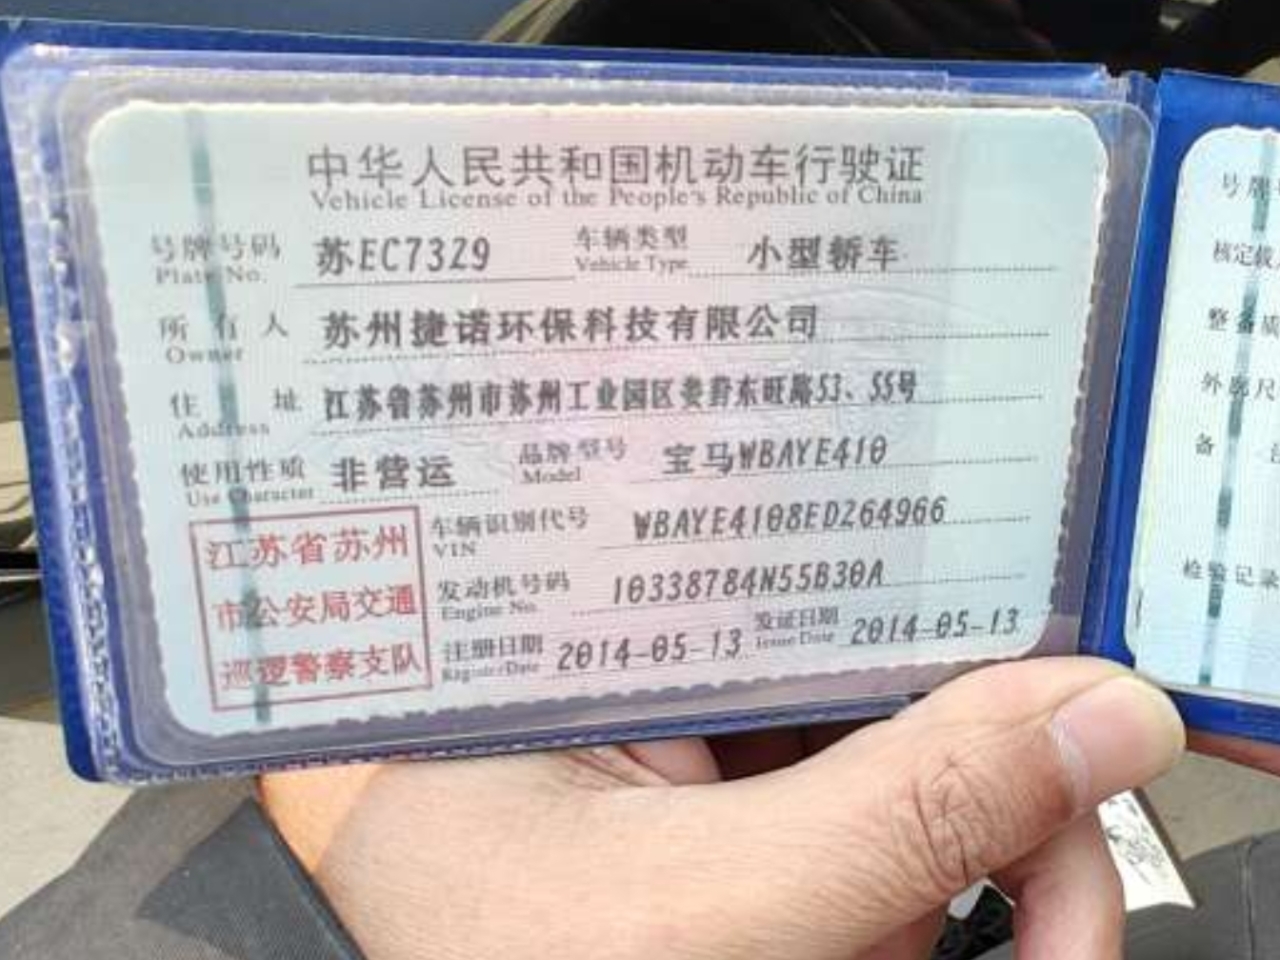 中华人民共和国机动车行驶证
Vehicle License of the People's Republic of China
号牌号码 苏EC7329 车辆类型 小型轿车
Plate No. Vehicle Type
所有人 苏州捷诺环保科技有限公司
Owner
住址 江苏省苏州市苏州工业园区娄葑东旺路53、55号
Address
使用性质 非营运 品牌型号 宝马WBAYE410
Use Character Model
车辆识别代号 WBAYE4108ED264966
VIN
发动机号码 10338784N55B30A
Engine No.
注册日期 2014-05-13 发证日期 2014-05-13
Register Date Issue Date
江苏省苏州
市公安局交通
巡逻警察支队
号牌
核定载
整备质
外廓尺
备 注
检验记录